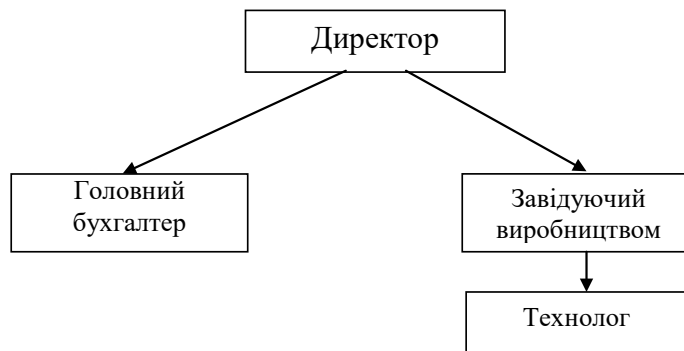 Директор
Головний
бухгалтер
Завідуючий
виробництвом
Технолог